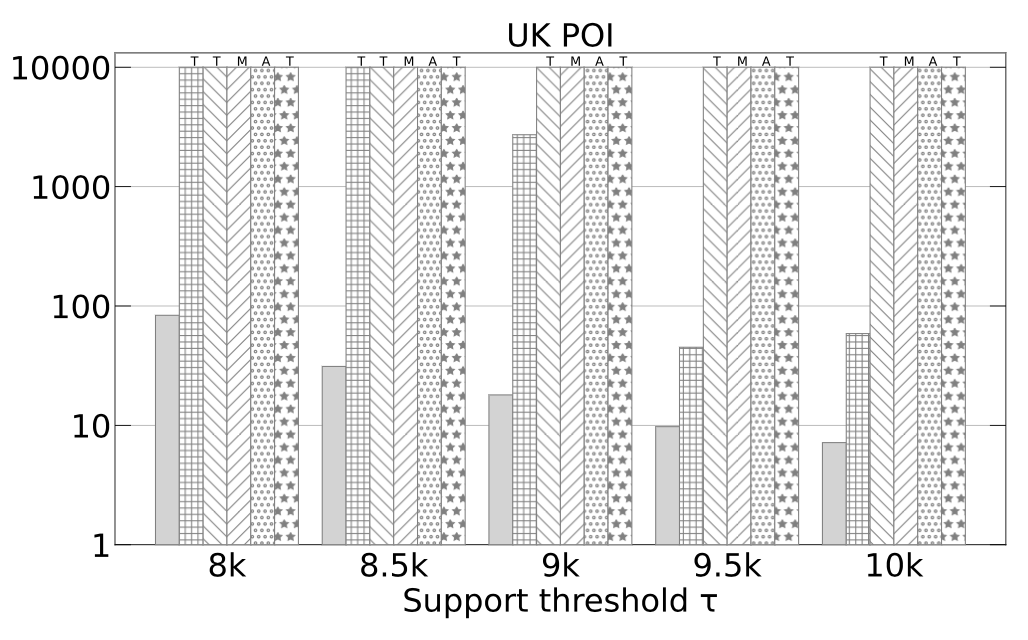 UK POI
T T M A T T T M A T T M A T T M A T T M A T
10000
1000
100
10
1
8k 8.5k 9k 9.5k 10k
Support threshold τ